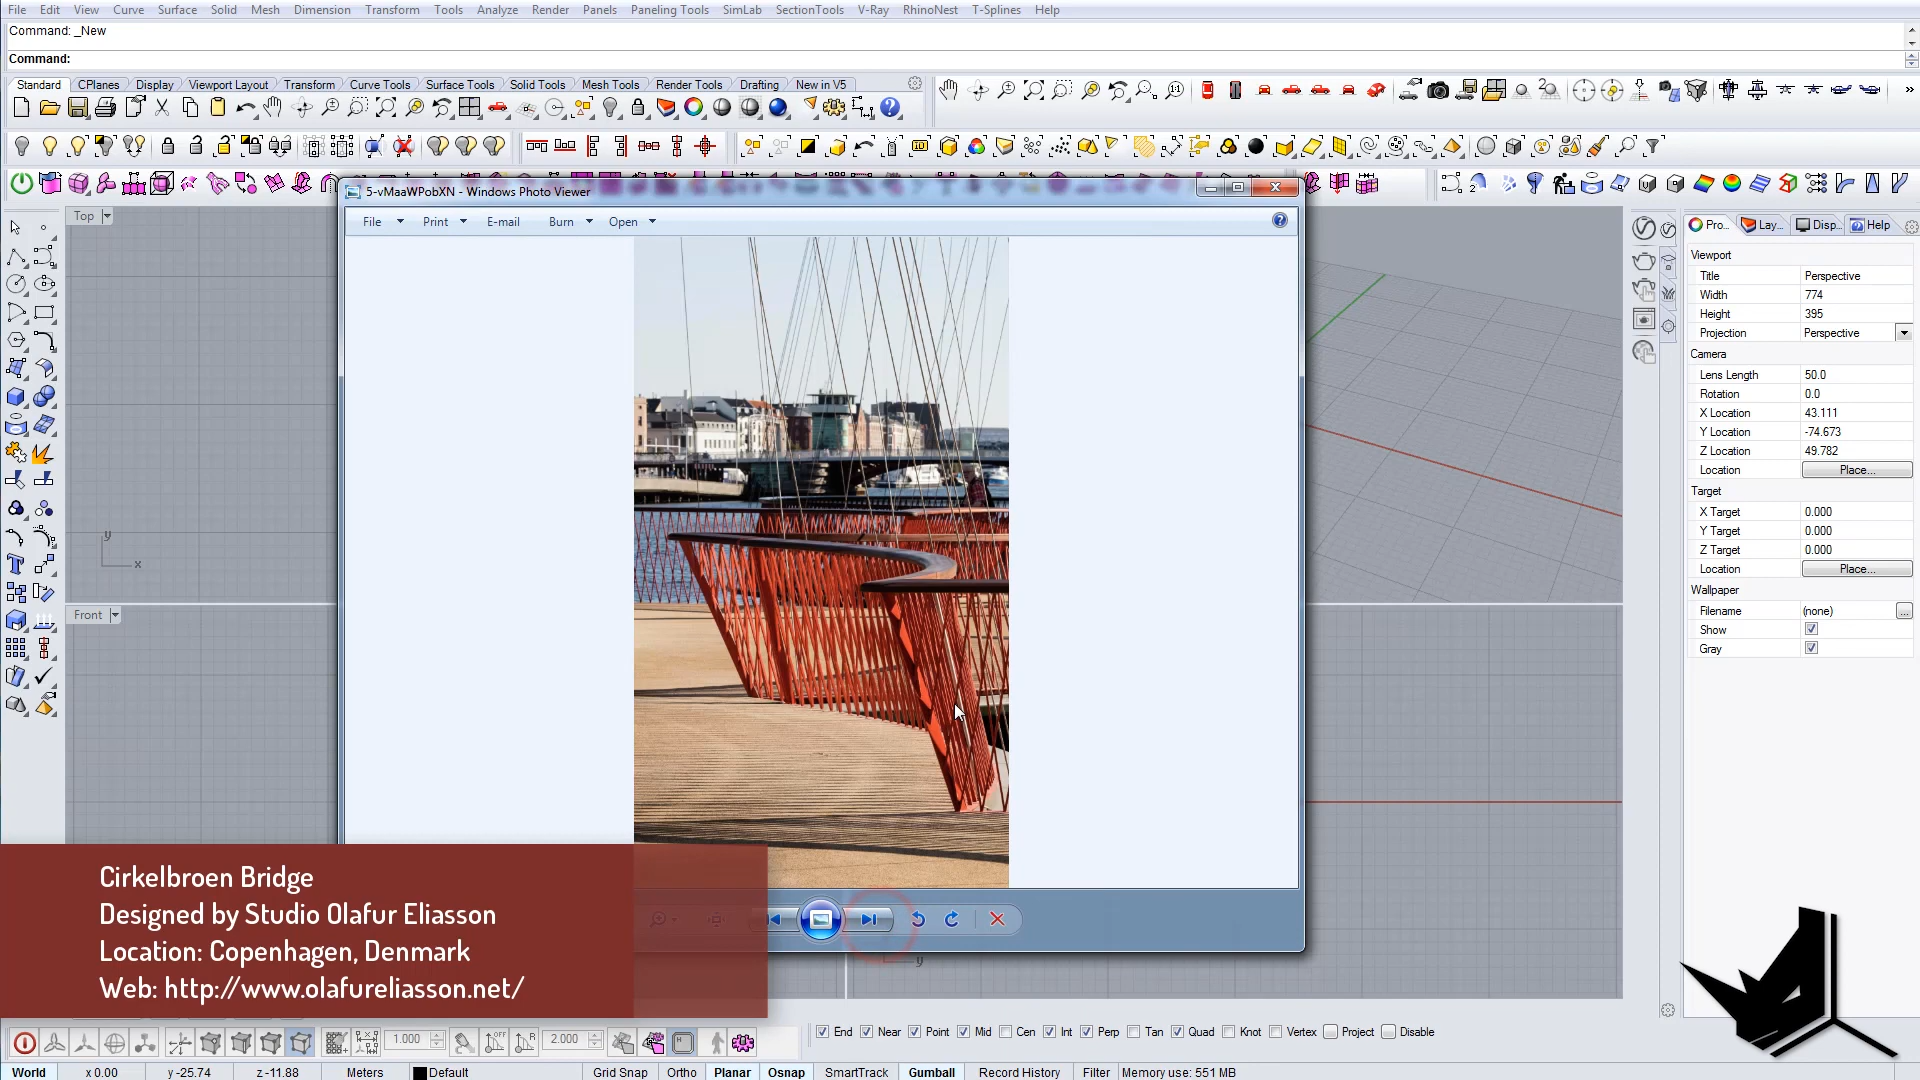 File Edit View Curve Surface Solid Mesh Dimension Transform Tools Analyze Render Panels Paneling Tools SimLab SectionTools V-Ray RhinoNest T-Splines Help
Command: _New
Command:
Standard CPlanes Display Viewport Layout Transform Curve Tools Surface Tools Solid Tools Mesh Tools Render Tools Drafting New in V5
5-vMaaWPobXN - Windows Photo Viewer
File Print E-mail Burn Open
Top
Front
y
x
y
Pro... Lay... Disp... Help
Viewport
Title Perspective
Width 774
Height 395
Projection Perspective
Camera
Lens Length 50.0
Rotation 0.0
X Location 43.111
Y Location -74.673
Z Location 49.782
Location Place...
Target
X Target 0.000
Y Target 0.000
Z Target 0.000
Location Place...
Wallpaper
Filename (none) ...
Show
Gray
Cirkelbroen Bridge
Designed by Studio Olafur Eliasson
Location: Copenhagen, Denmark
Web: http://www.olafureliasson.net/
1.000 2.000
End Near Point Mid Cen Int Perp Tan Quad Knot Vertex Project Disable
World x 0.00 y -25.74 z -11.88 Meters Default Grid Snap Ortho Planar Osnap SmartTrack Gumball Record History Filter Memory use: 551 MB